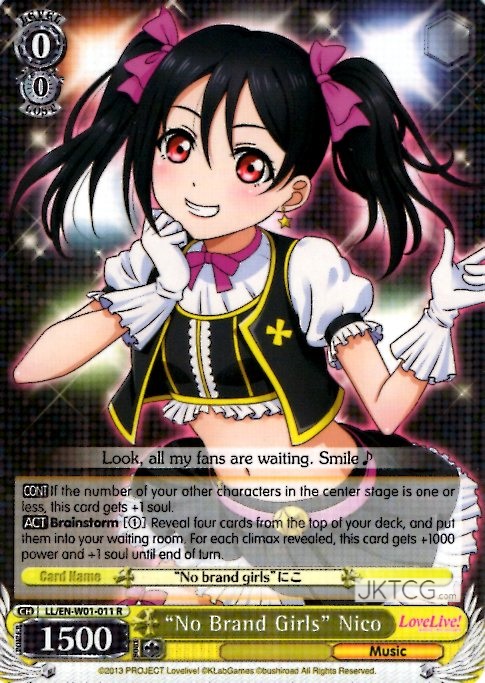 LEVEL
0
0
COST
Look, all my fans are waiting. Smile♪
CONT If the number of your other characters in the center stage is one or
less, this card gets +1 soul.
ACT Brainstorm [①] Reveal four cards from the top of your deck, and put
them into your waiting room. For each climax revealed, this card gets +1000
power and +1 soul until end of turn.
Card Name
"No brand girls"にこ
JKTCG.com
CH LL/EN-W01-011 R
"No Brand Girls" Nico
LoveLive!
POWER
1500
SOUL
Music
©2013 PROJECT Lovelive! ©KLabGames ©bushiroad All Rights Reserved.